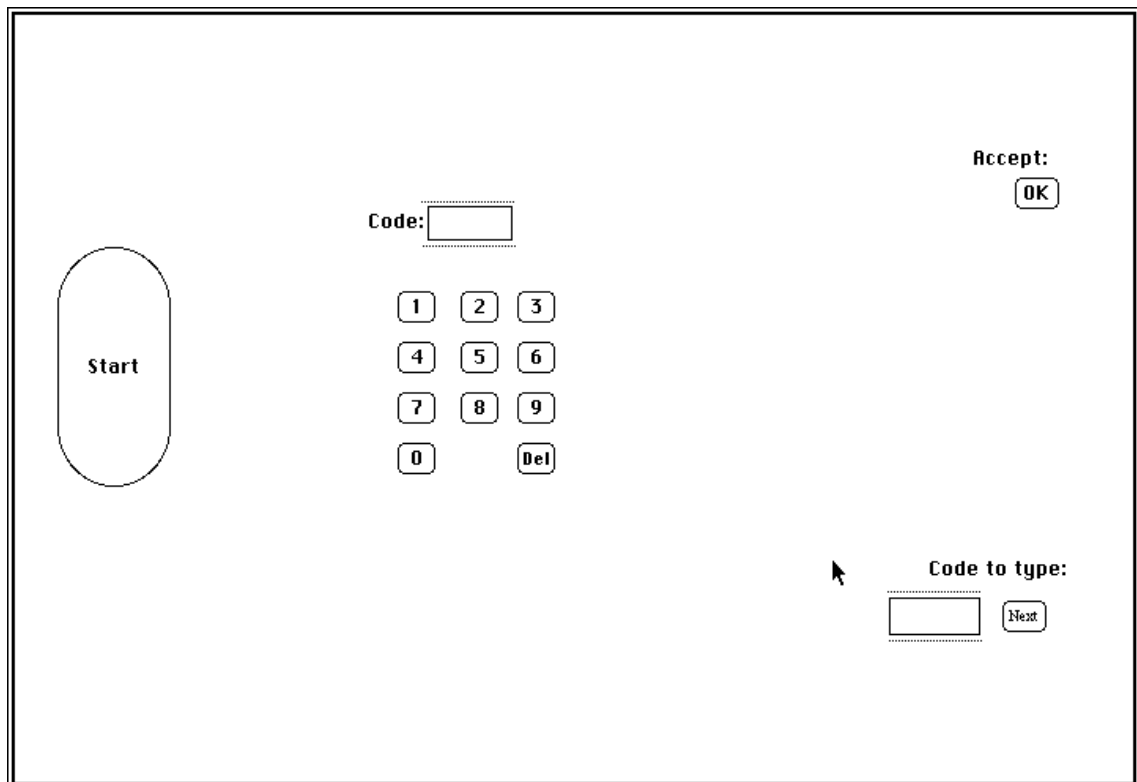 Accept:
OK
Code:
1 2 3
4 5 6
Start
7 8 9
0 Del
Code to type:
Next